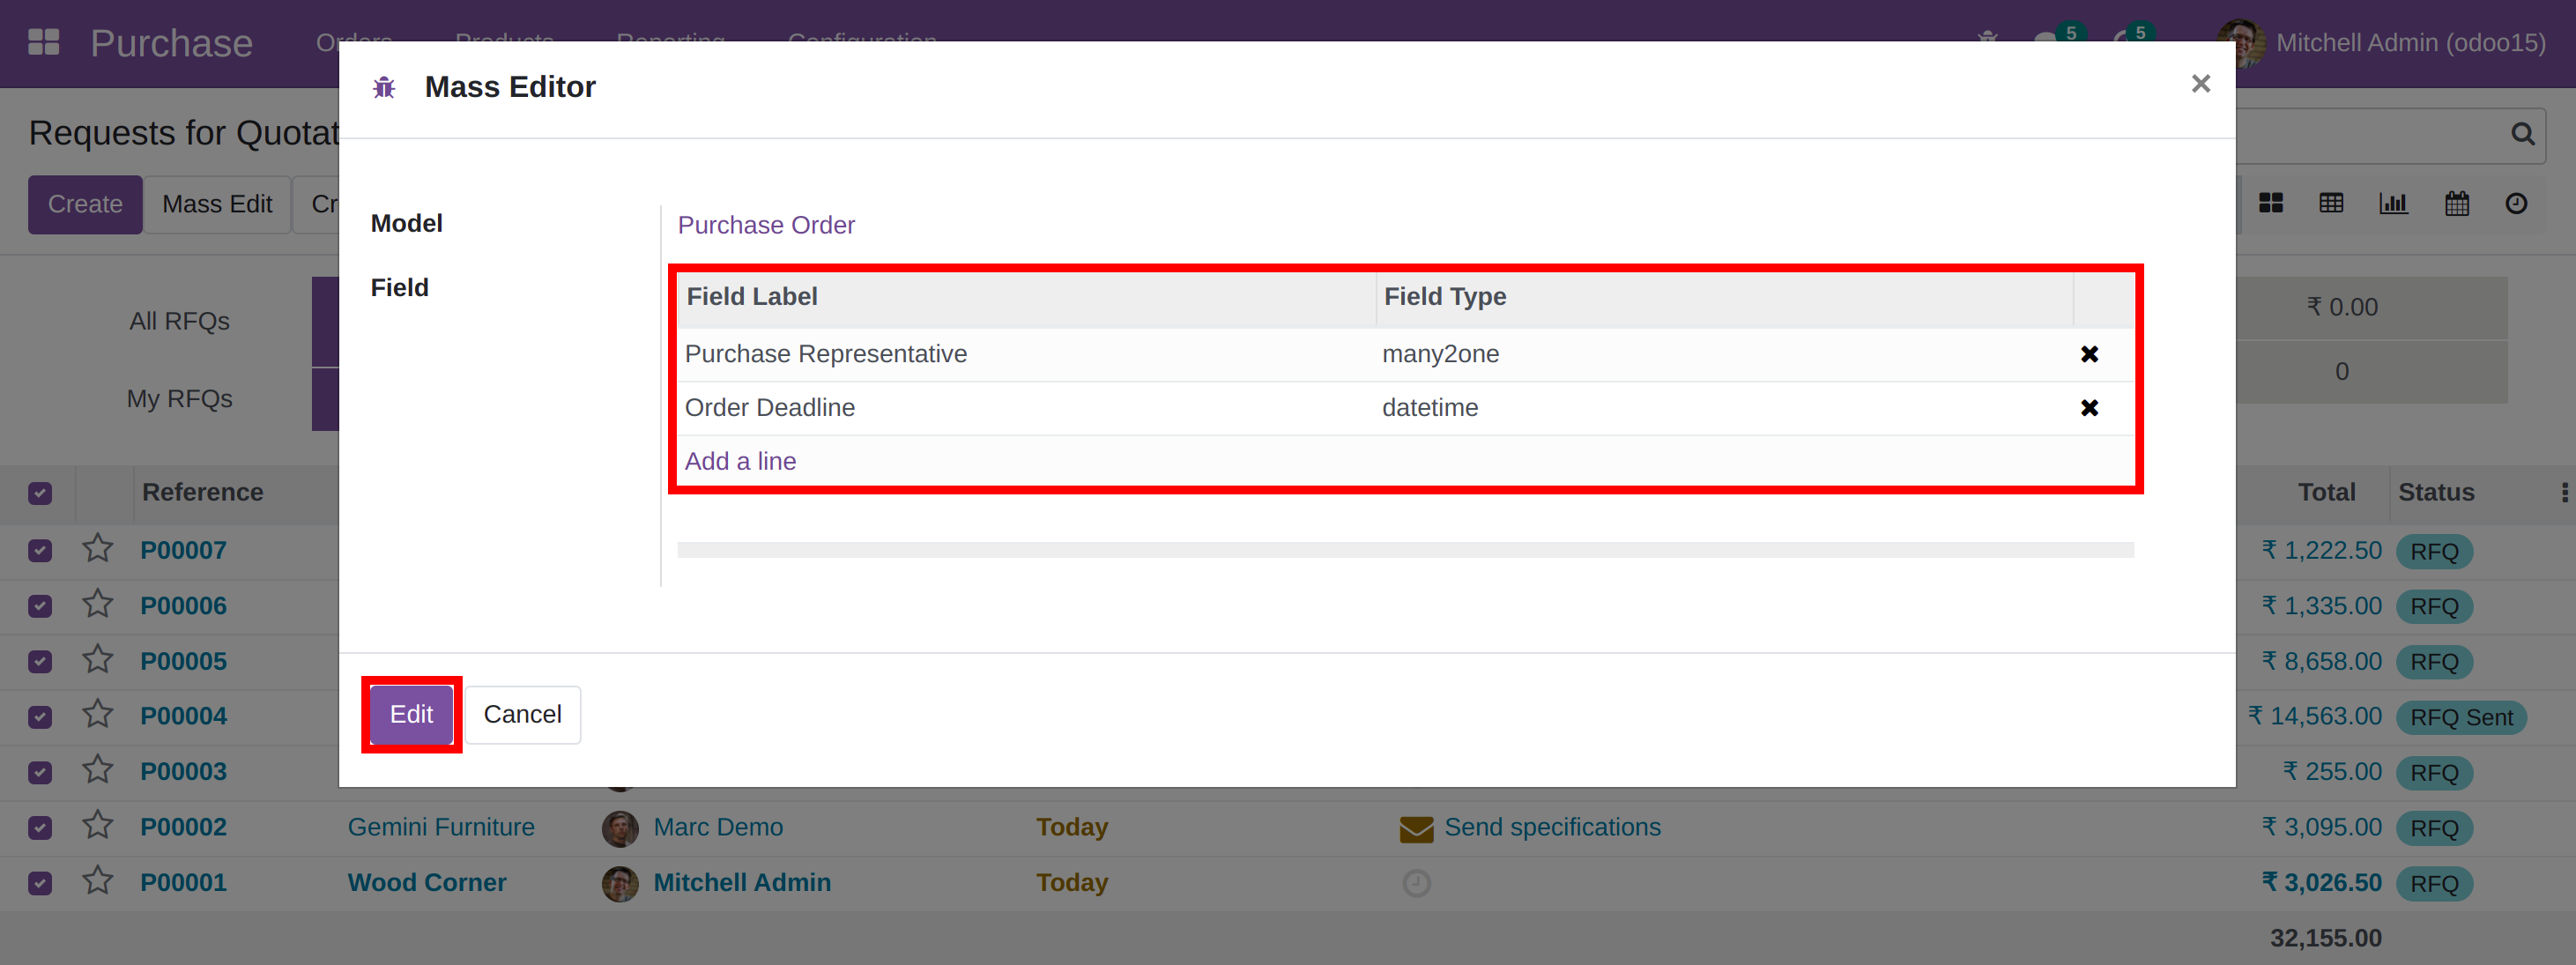 Purchase Orders Products Reporting Configuration 5 5 Mitchell Admin (odoo15)
Mass Editor ×
Requests for Quotat
Create Mass Edit Cr
Model Purchase Order
Field
Field Label Field Type
Purchase Representative many2one
Order Deadline datetime
Add a line
All RFQs ₹ 0.00
My RFQs 0
Reference Total Status
P00007 ₹ 1,222.50 RFQ
P00006 ₹ 1,335.00 RFQ
P00005 ₹ 8,658.00 RFQ
P00004 ₹ 14,563.00 RFQ Sent
Edit Cancel
P00003 ₹ 255.00 RFQ
P00002 Gemini Furniture Marc Demo Today Send specifications ₹ 3,095.00 RFQ
P00001 Wood Corner Mitchell Admin Today ₹ 3,026.50 RFQ
32,155.00